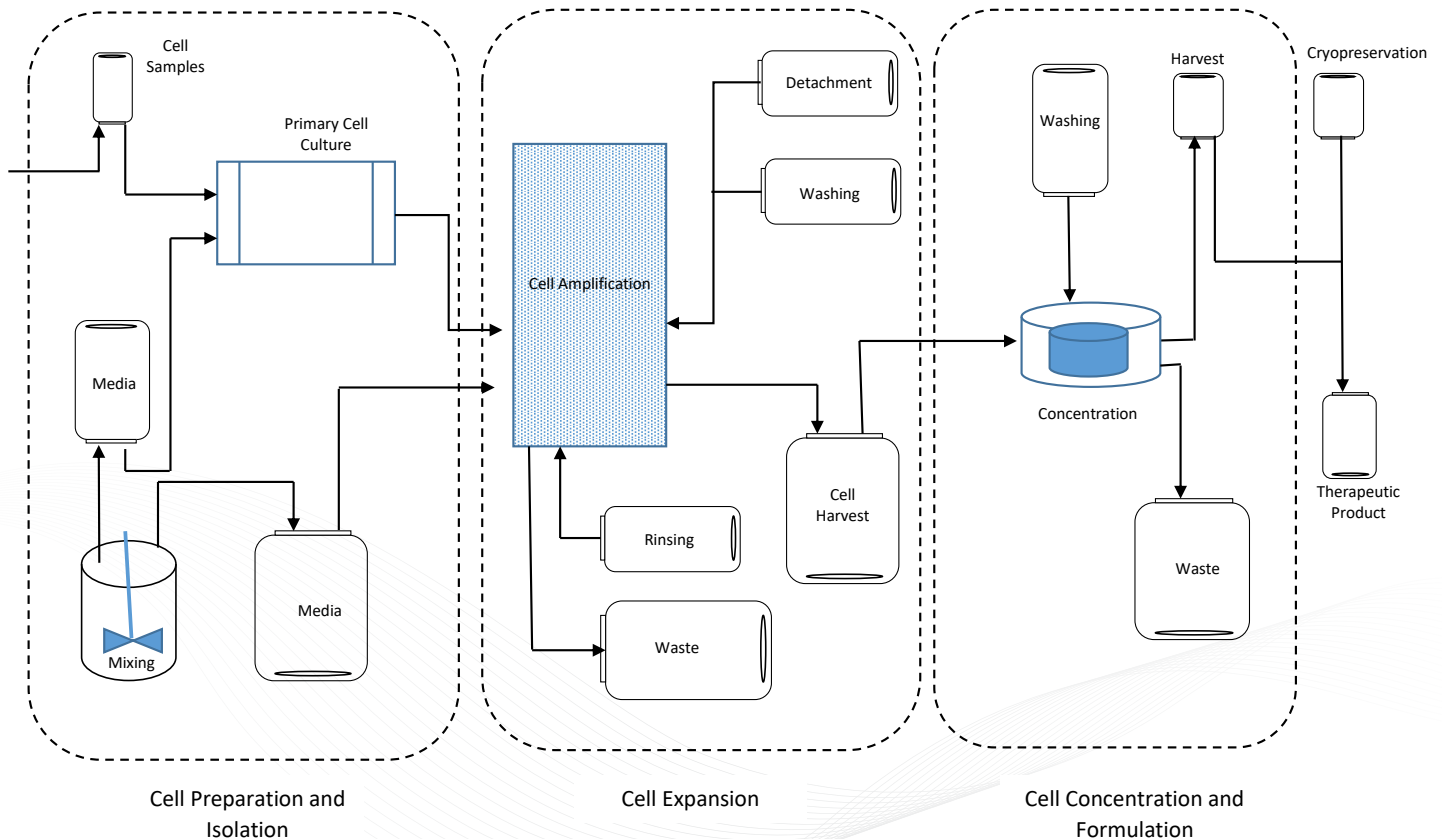 Cell
Samples
Primary Cell
Culture
Media
Mixing
Media
Cell Preparation and
Isolation
Detachment
Washing
Cell Amplification
Rinsing
Waste
Cell
Harvest
Cell Expansion
Washing
Harvest
Cryopreservation
Concentration
Therapeutic
Product
Waste
Cell Concentration and
Formulation